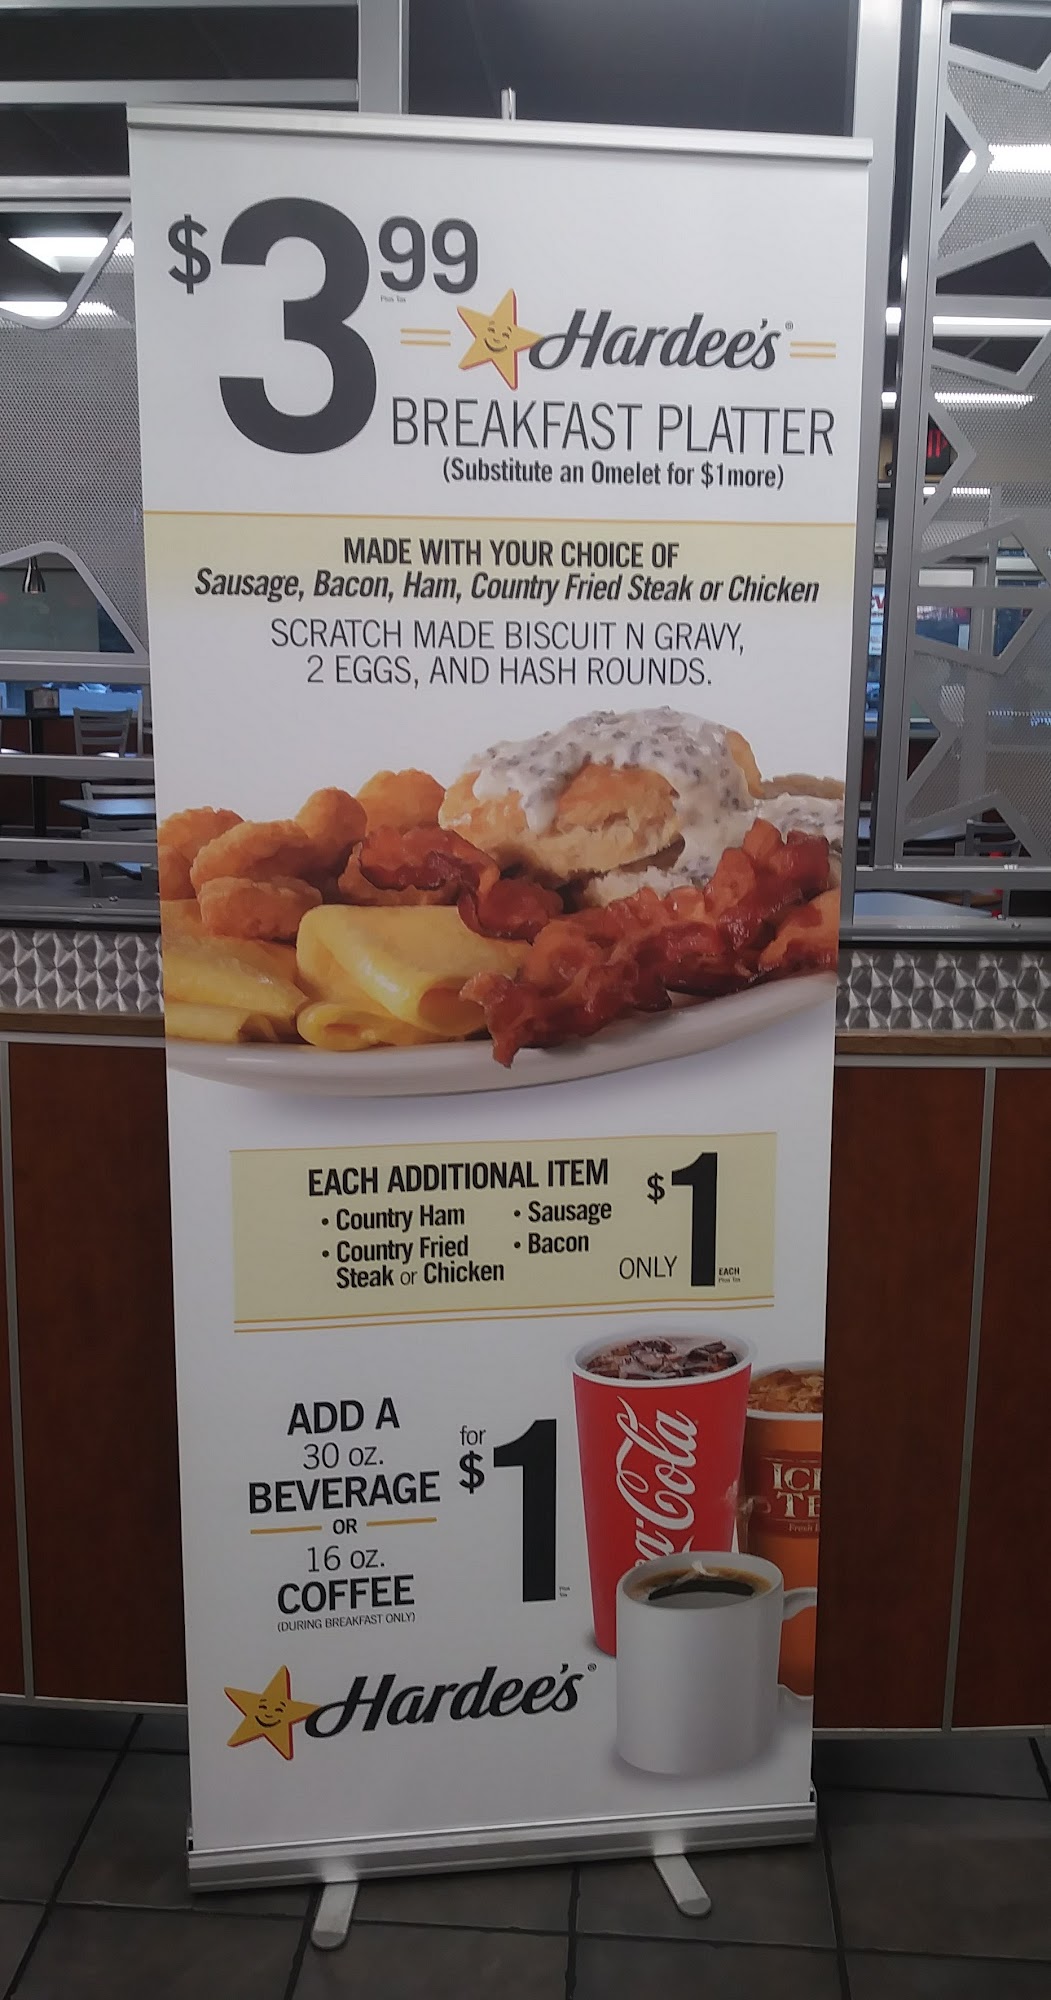 $3.99
Plus Tax
Hardee's®
BREAKFAST PLATTER
(Substitute an Omelet for $1more)
MADE WITH YOUR CHOICE OF
Sausage, Bacon, Ham, Country Fried Steak or Chicken
SCRATCH MADE BISCUIT N GRAVY,
2 EGGS, AND HASH ROUNDS.
EACH ADDITIONAL ITEM
• Country Ham
• Country Fried
Steak or Chicken
• Sausage
• Bacon
ONLY $1 EACH
Plus Tax
ADD A
30 oz.
BEVERAGE
OR
16 oz.
COFFEE
(DURING BREAKFAST ONLY)
for
$1
Plus
Tax
a-Cola
ICE
TE
Fresh
Hardee's®